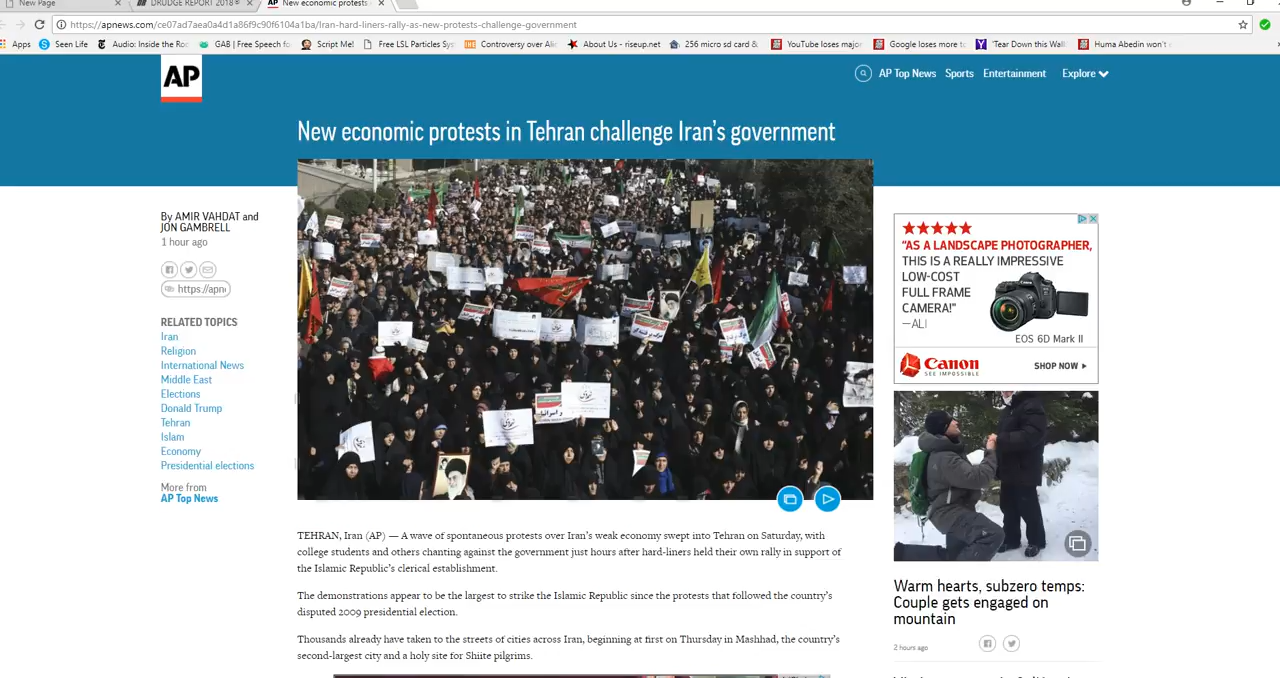 New Page
DRUDGE REPORT 2018®
New economic protests
https://apnews.com/ce07ad7aea0a4d1a86f9c90f6104a1ba/Iran-hard-liners-rally-as-new-protests-challenge-government
Apps
Seen Life
Audio: Inside the Roo
GAB | Free Speech fo
Script Me!
Free LSL Particles Sys
Controversy over Ali
About Us - riseup.net
256 micro sd card &
YouTube loses major
Google loses more t
'Tear Down this Wall
Huma Abedin won't
AP
AP Top News
Sports
Entertainment
Explore
New economic protests in Tehran challenge Iran's government
By AMIR VAHDAT and
JON GAMBRELL
1 hour ago
https://apne
RELATED TOPICS
Iran
Religion
International News
Middle East
Elections
Donald Trump
Tehran
Islam
Economy
Presidential elections
More from
AP Top News
TEHRAN, Iran (AP) — A wave of spontaneous protests over Iran's weak economy swept into Tehran on Saturday, with
college students and others chanting against the government just hours after hard-liners held their own rally in support of
the Islamic Republic's clerical establishment.
The demonstrations appear to be the largest to strike the Islamic Republic since the protests that followed the country's
disputed 2009 presidential election.
Thousands already have taken to the streets of cities across Iran, beginning at first on Thursday in Mashhad, the country's
second-largest city and a holy site for Shiite pilgrims.
"AS A LANDSCAPE PHOTOGRAPHER,
THIS IS A REALLY IMPRESSIVE
LOW-COST
FULL FRAME
CAMERA!"
—ALI
EOS 6D Mark II
Canon
SEE IMPOSSIBLE
SHOP NOW
Warm hearts, subzero temps:
Couple gets engaged on
mountain
2 hours ago